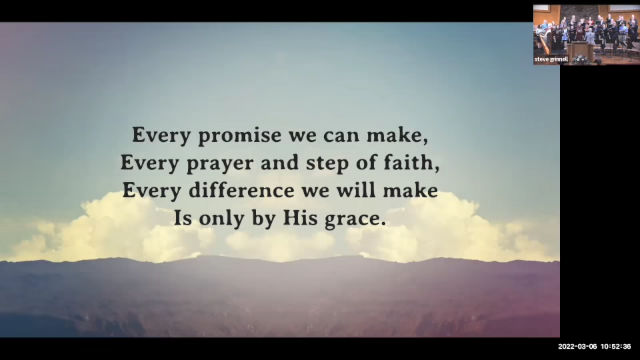 Every promise we can make,
Every prayer and step of faith,
Every difference we will make
Is only by His grace.
steve grinnell
2022-03-06 10:52:36